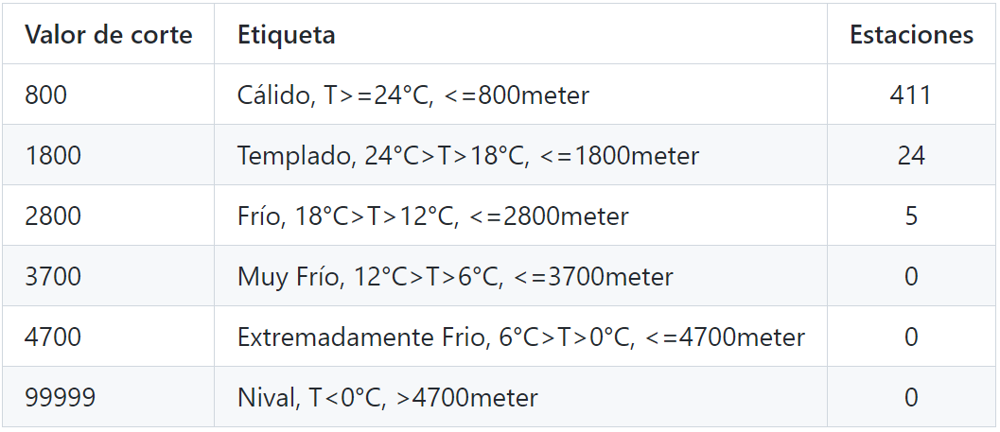 Valor de corte Etiqueta Estaciones
800 Cálido, T>=24°C, <=800meter 411
1800 Templado, 24°C>T>18°C, <=1800meter 24
2800 Frío, 18°C>T>12°C, <=2800meter 5
3700 Muy Frío, 12°C>T>6°C, <=3700meter 0
4700 Extremadamente Frio, 6°C>T>0°C, <=4700meter 0
99999 Nival, T<0°C, >4700meter 0